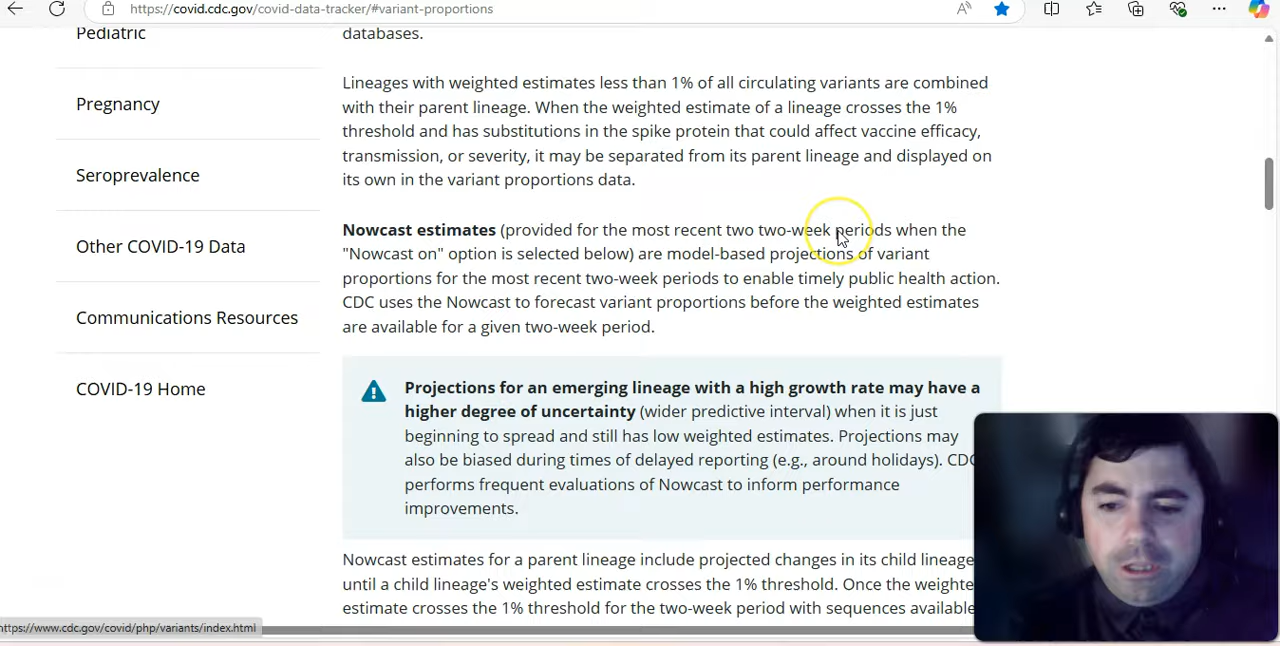 https://covid.cdc.gov/covid-data-tracker/#variant-proportions
Pediatric
Pregnancy
Seroprevalence
Other COVID-19 Data
Communications Resources
COVID-19 Home
databases.
Lineages with weighted estimates less than 1% of all circulating variants are combined
with their parent lineage. When the weighted estimate of a lineage crosses the 1%
threshold and has substitutions in the spike protein that could affect vaccine efficacy,
transmission, or severity, it may be separated from its parent lineage and displayed on
its own in the variant proportions data.
Nowcast estimates (provided for the most recent two two-week periods when the
"Nowcast on" option is selected below) are model-based projections of variant
proportions for the most recent two-week periods to enable timely public health action.
CDC uses the Nowcast to forecast variant proportions before the weighted estimates
are available for a given two-week period.
Projections for an emerging lineage with a high growth rate may have a
higher degree of uncertainty (wider predictive interval) when it is just
beginning to spread and still has low weighted estimates. Projections may
also be biased during times of delayed reporting (e.g., around holidays). CDC
performs frequent evaluations of Nowcast to inform performance
improvements.
Nowcast estimates for a parent lineage include projected changes in its child lineage
until a child lineage's weighted estimate crosses the 1% threshold. Once the weighte
estimate crosses the 1% threshold for the two-week period with sequences available
https://www.cdc.gov/covid/php/variants/index.html